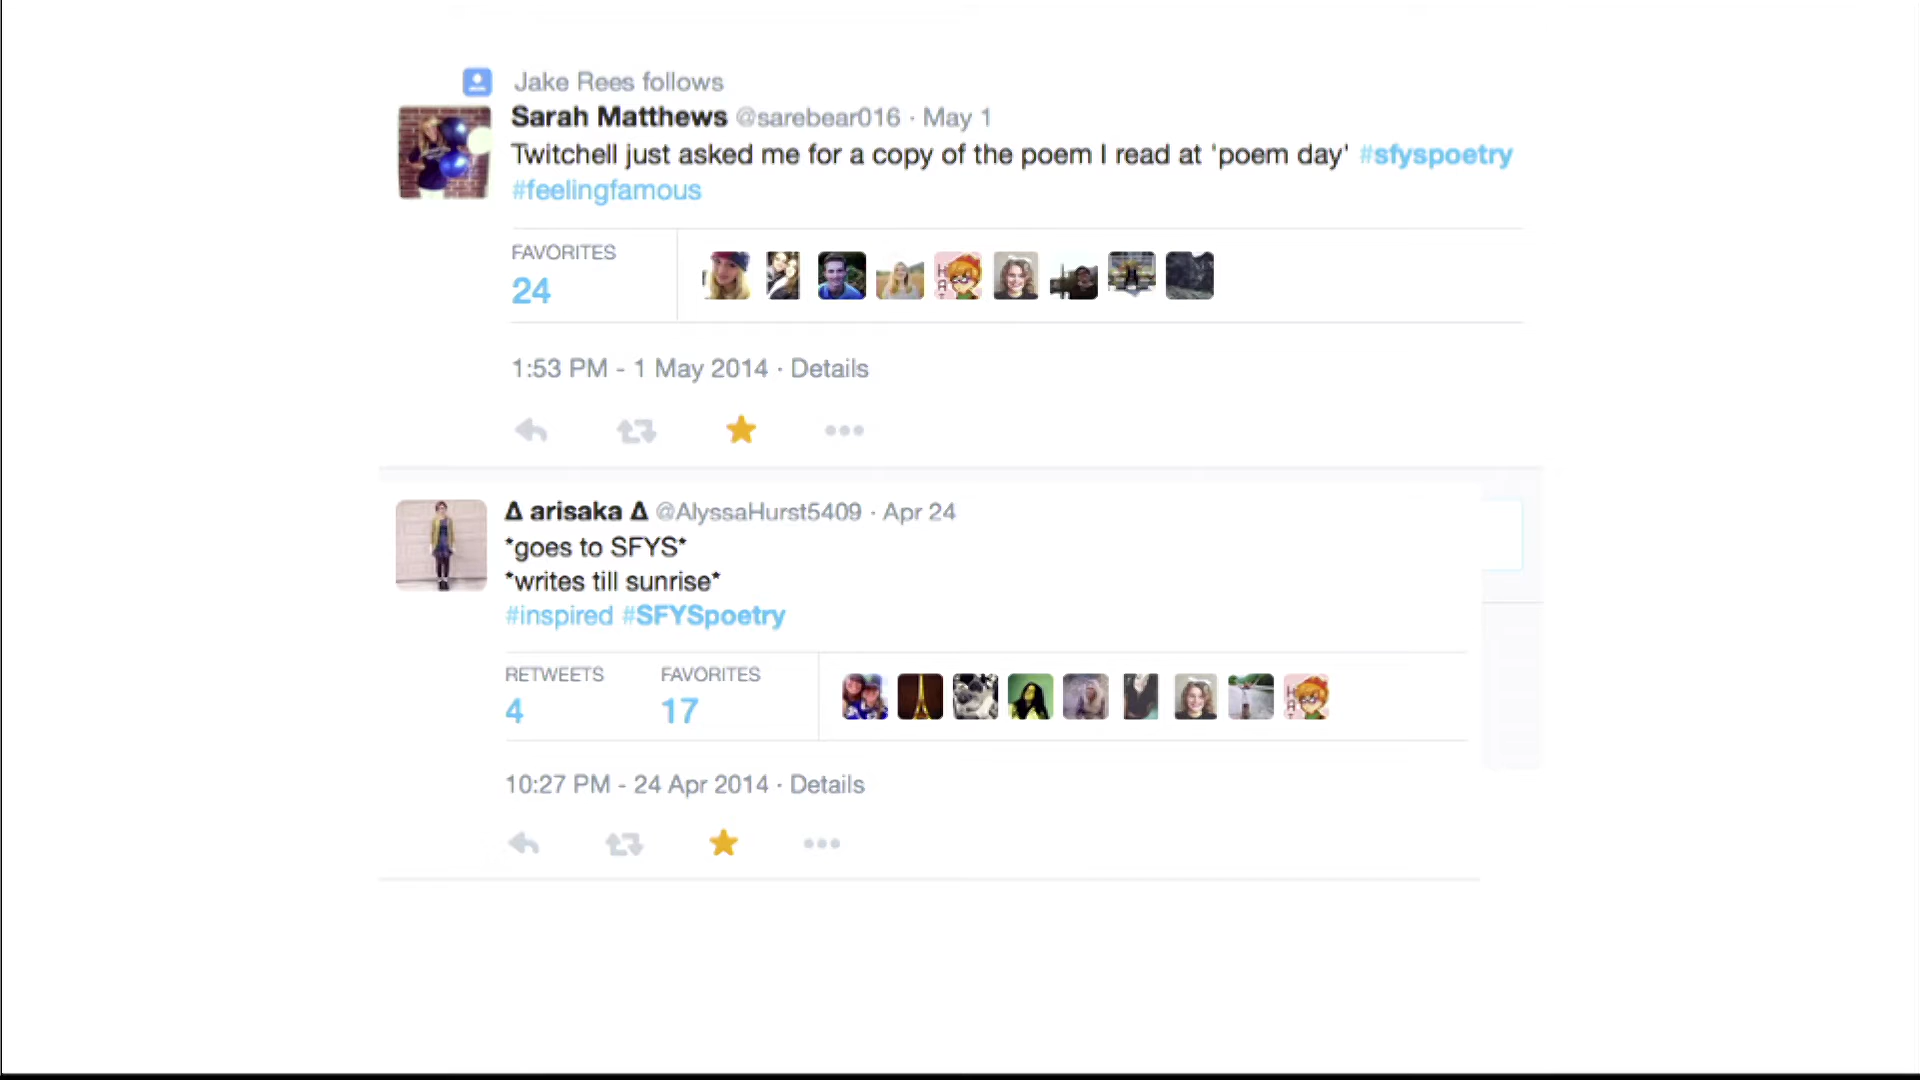 Jake Rees follows
Sarah Matthews @sarebear016 · May 1
Twitchell just asked me for a copy of the poem I read at 'poem day' #sfyspoetry
#feelingfamous
FAVORITES
24
1:53 PM - 1 May 2014 · Details
Δ arisaka Δ @AlyssaHurst5409 · Apr 24
*goes to SFYS*
*writes till sunrise*
#inspired #SFYSpoetry
RETWEETS FAVORITES
4 17
10:27 PM - 24 Apr 2014 · Details